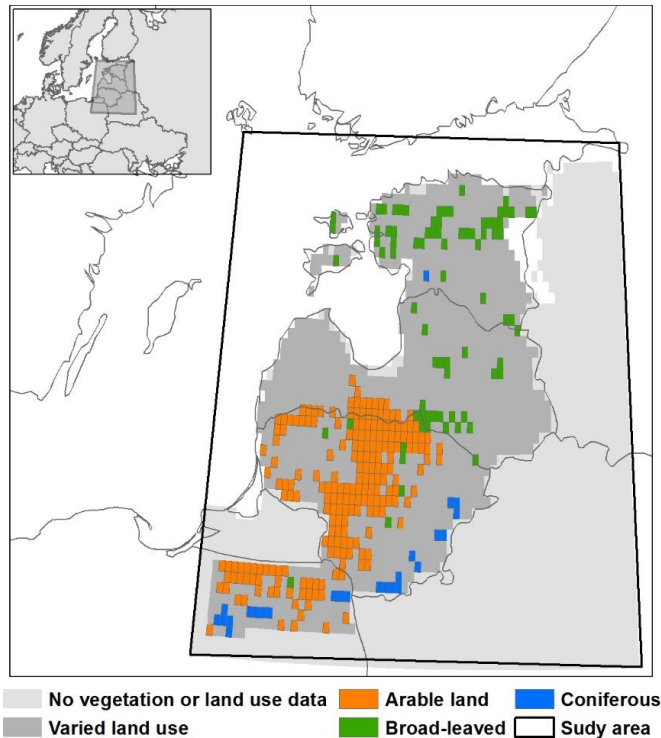 No vegetation or land use data
Arable land
Coniferous
Varied land use
Broad-leaved
Sudy area